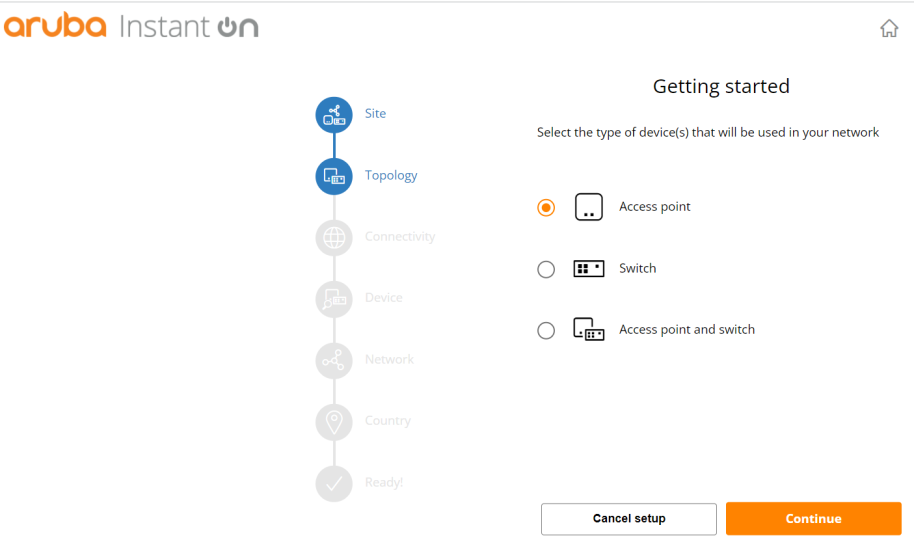 aruba Instant On
Getting started
Select the type of device(s) that will be used in your network
Site
Topology
Connectivity
Device
Network
Country
Ready!
Access point
Switch
Access point and switch
Cancel setup
Continue